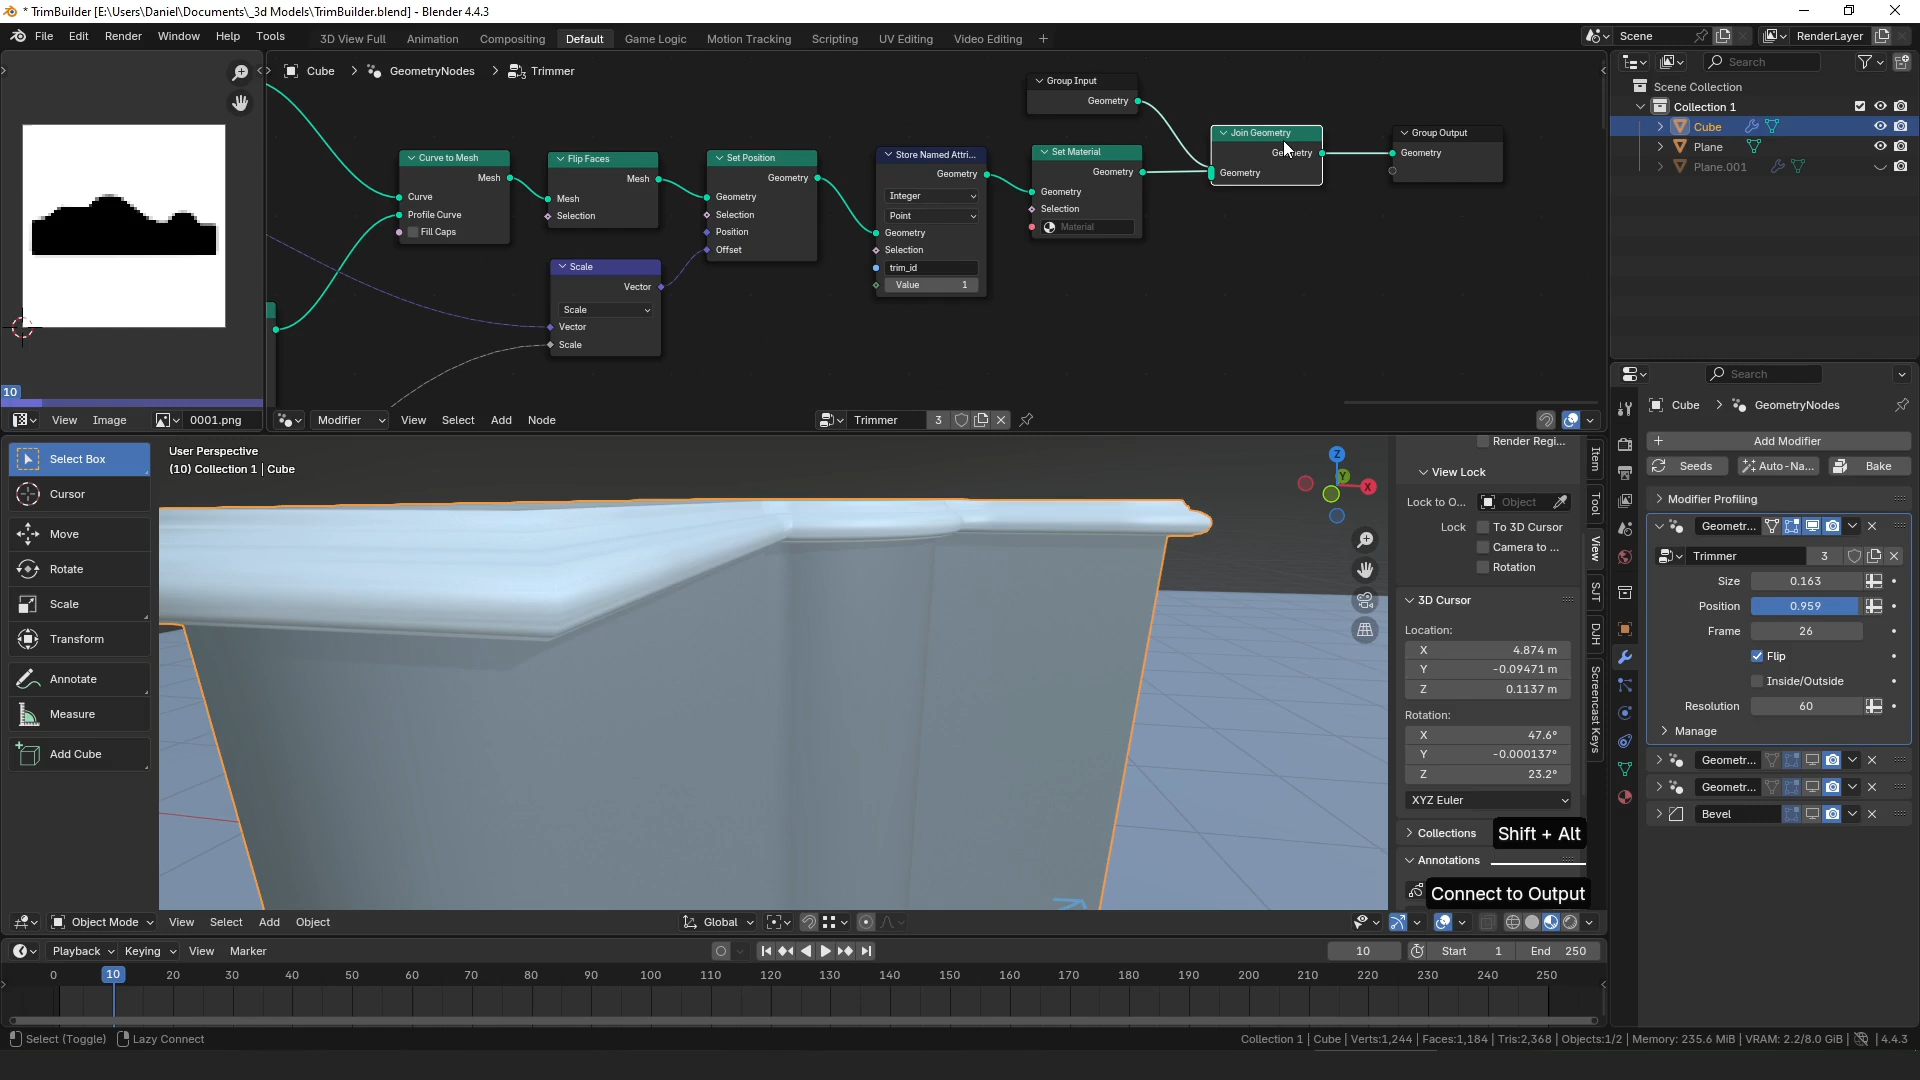 * TrimBuilder [E:\Users\Daniel\Documents\_3d Models\TrimBuilder.blend] - Blender 4.4.3
File Edit Render Window Help Tools
3D View Full Animation Compositing Default Game Logic Motion Tracking Scripting UV Editing Video Editing +
Scene
RenderLayer
Cube > GeometryNodes > Trimmer
Group Input
Geometry
Join Geometry
Geometry
Geometry
Group Output
Geometry
Curve to Mesh
Mesh
Curve
Profile Curve
Fill Caps
Flip Faces
Mesh
Mesh
Selection
Set Position
Geometry
Geometry
Selection
Position
Offset
Store Named Attri...
Geometry
Integer
Point
Geometry
Selection
trim_id
Value 1
Set Material
Geometry
Geometry
Selection
Material
Scale
Vector
Scale
Vector
Scale
10
View Image 0001.png
Modifier View Select Add Node
Trimmer 3
Search
Scene Collection
Collection 1
Cube
Plane
Plane.001
Search
Cube > GeometryNodes
+ Add Modifier
Seeds Auto-Na... Bake
Modifier Profiling
Geometr...
Trimmer 3
Size 0.163
Position 0.959
Frame 26
Flip
Inside/Outside
Resolution 60
Manage
Geometr...
Geometr...
Bevel
Select Box
Cursor
Move
Rotate
Scale
Transform
Annotate
Measure
Add Cube
User Perspective
(10) Collection 1 | Cube
Z
Y
X
Render Regi...
View Lock
Lock to O... Object
Lock To 3D Cursor
Camera to ...
Rotation
3D Cursor
Location:
X 4.874 m
Y -0.09471 m
Z 0.1137 m
Rotation:
X 47.6°
Y -0.000137°
Z 23.2°
XYZ Euler
Collections
Annotations
Item
Tool
View
SJT
DJH
Screencast Keys
Shift + Alt
Connect to Output
Object Mode View Select Add Object
Global
Playback Keying View Marker
10 Start 1 End 250
0 10 20 30 40 50 60 70 80 90 100 110 120 130 140 150 160 170 180 190 200 210 220 230 240 250
Select (Toggle) Lazy Connect
Collection 1 | Cube | Verts:1,244 | Faces:1,184 | Tris:2,368 | Objects:1/2 | Memory: 235.6 MiB | VRAM: 2.2/8.0 GiB | 4.4.3